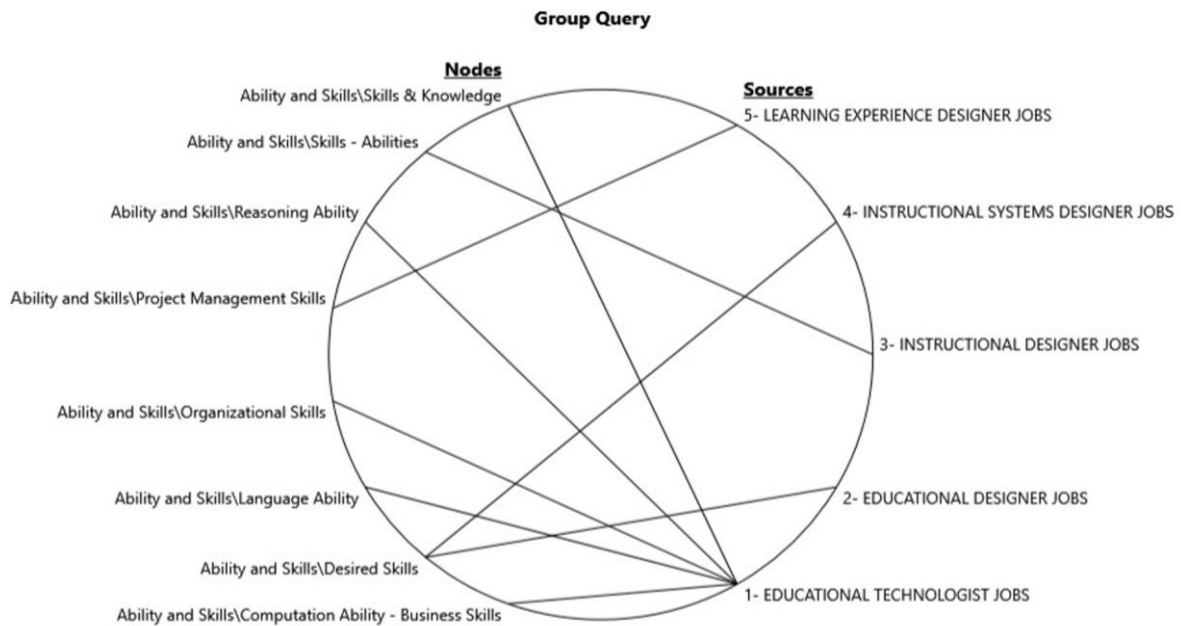 Group Query
Nodes
Ability and Skills\Skills & Knowledge
Ability and Skills\Skills - Abilities
Ability and Skills\Reasoning Ability
Ability and Skills\Project Management Skills
Ability and Skills\Organizational Skills
Ability and Skills\Language Ability
Ability and Skills\Desired Skills
Ability and Skills\Computation Ability - Business Skills
Sources
5- LEARNING EXPERIENCE DESIGNER JOBS
4- INSTRUCTIONAL SYSTEMS DESIGNER JOBS
3- INSTRUCTIONAL DESIGNER JOBS
2- EDUCATIONAL DESIGNER JOBS
1- EDUCATIONAL TECHNOLOGIST JOBS